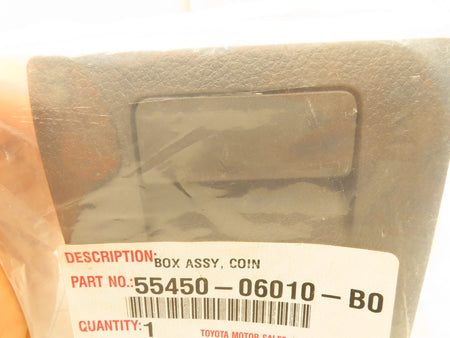 DESCRIPTION: BOX ASSY, COIN
PART NO.: 55450-06010-B0
QUANTITY: 1
TOYOTA MOTOR SALES